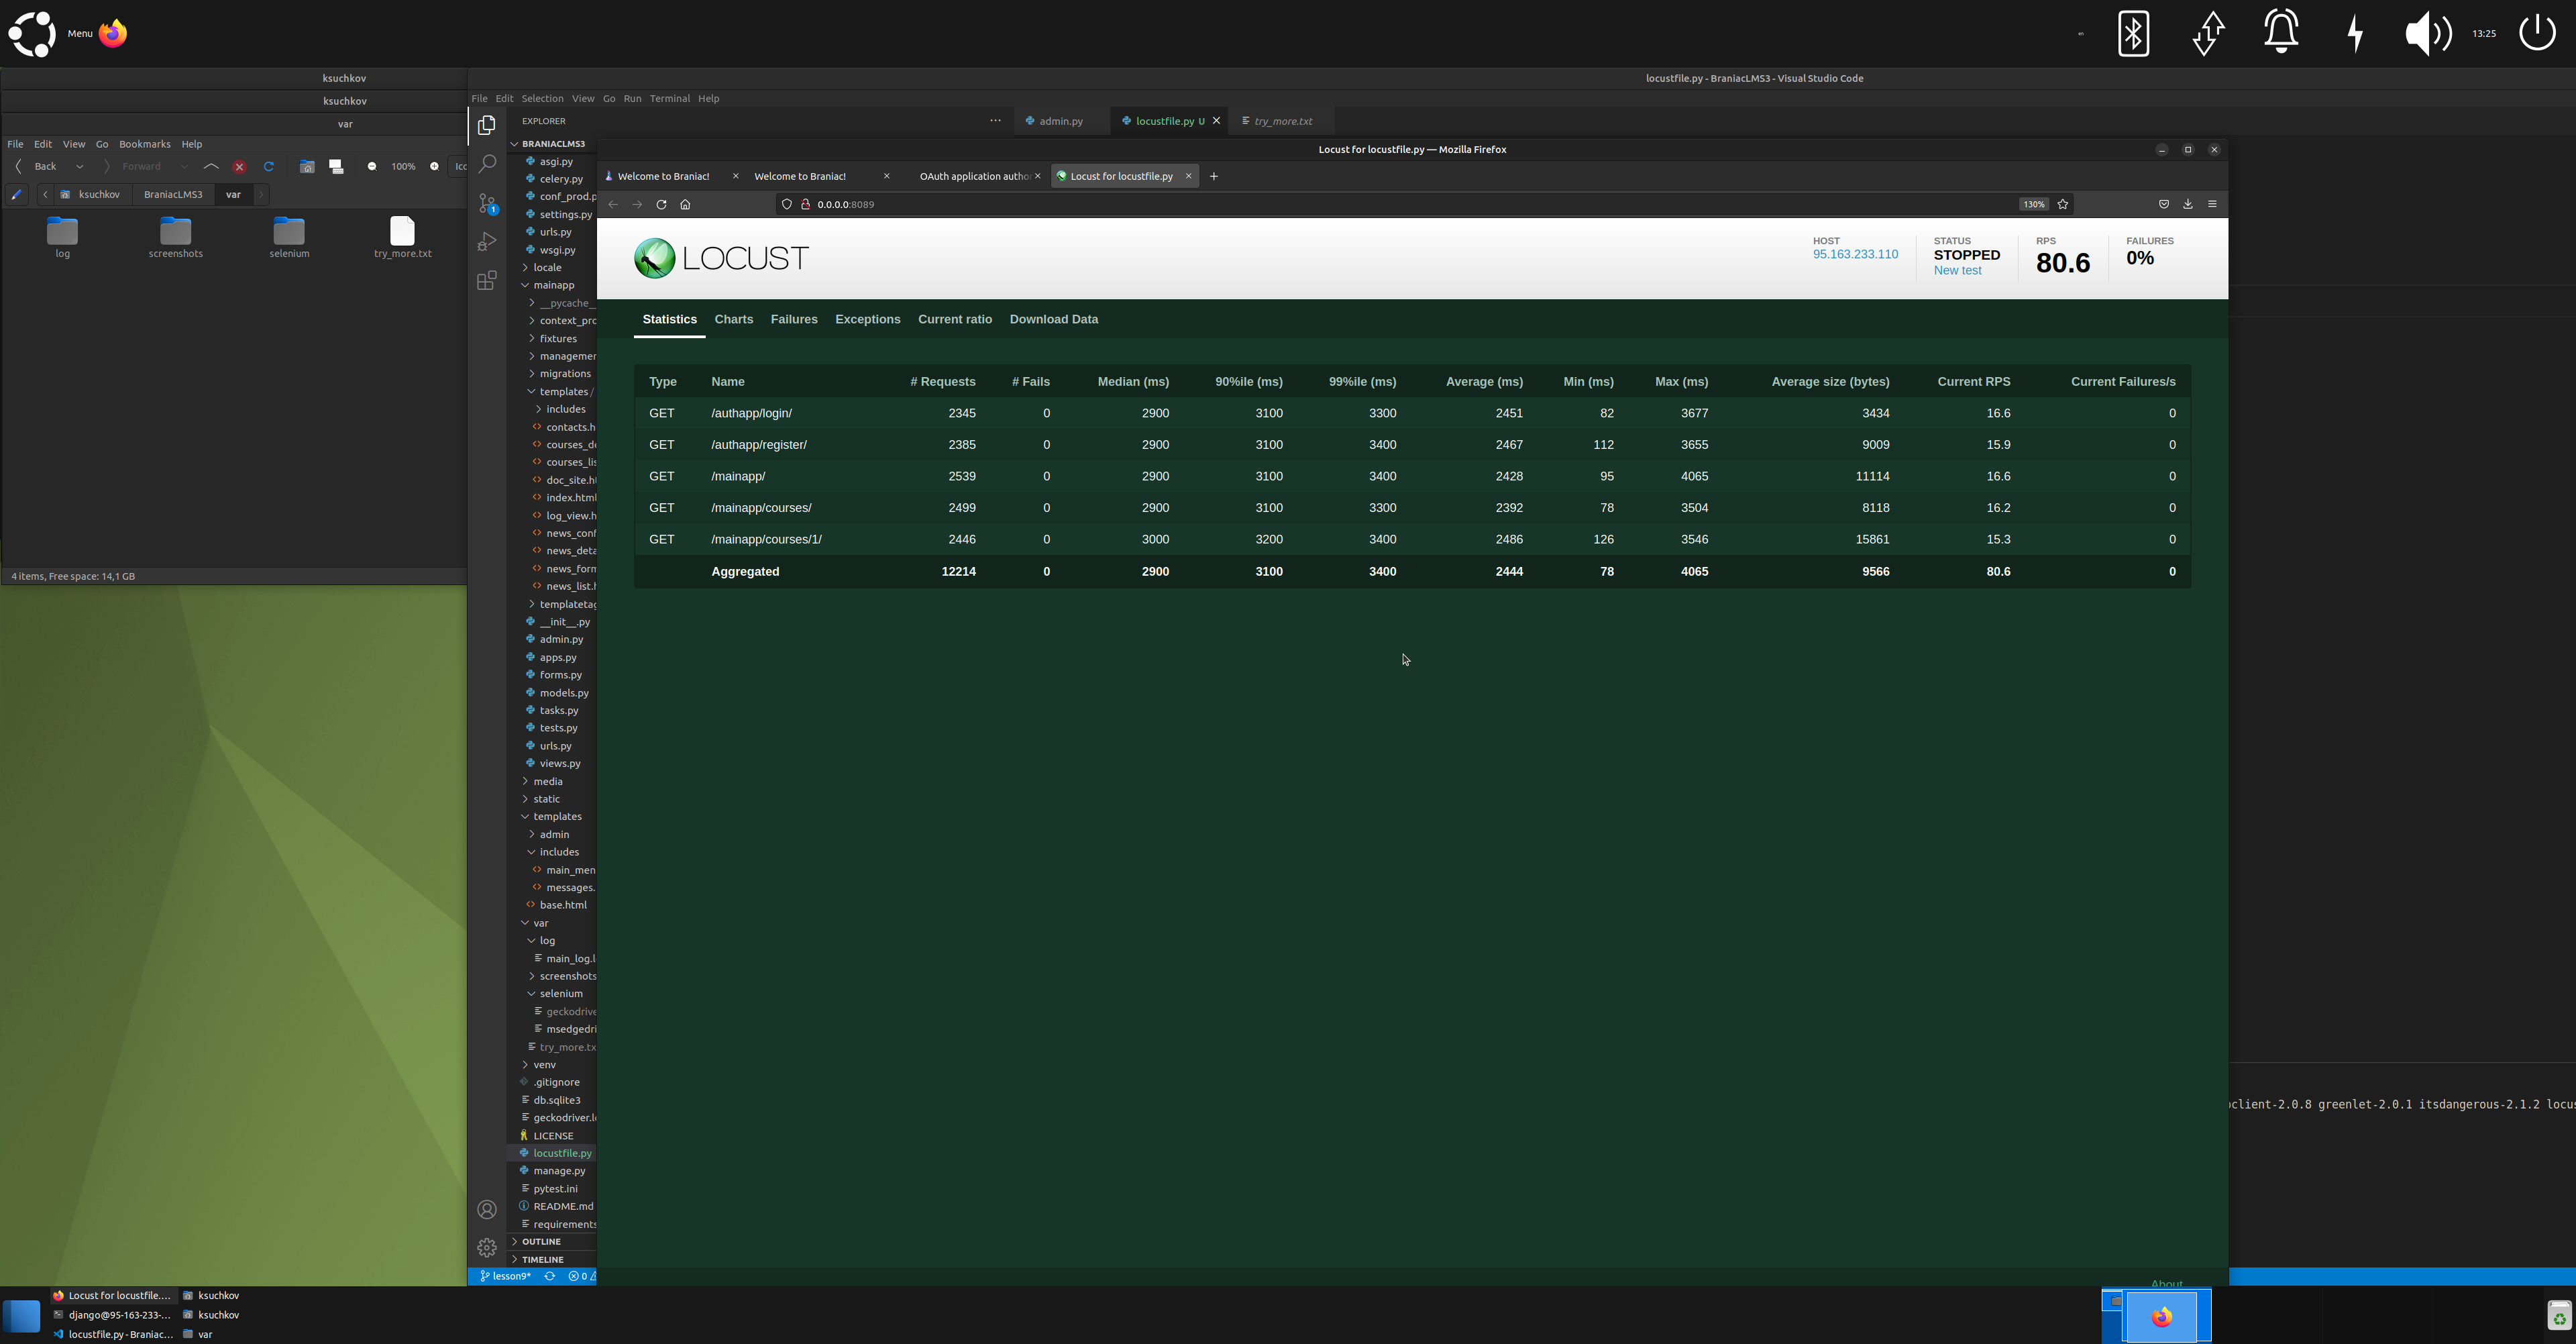 Menu
en
13:25
ksuchkov
ksuchkov
var
File Edit View Go Bookmarks Help
Back Forward 100%
ksuchkov BraniacLMS3 var
log screenshots selenium try_more.txt
4 items, Free space: 14,1 GB
locustfile.py - BraniacLMS3 - Visual Studio Code
File Edit Selection View Go Run Terminal Help
EXPLORER ... admin.py locustfile.py U try_more.txt
BRANIACLMS3
asgi.py
celery.py
conf_prod.p
settings.py
urls.py
wsgi.py
locale
mainapp
__pycache__
context_pro
fixtures
managemen
migrations
templates /
includes
contacts.h
courses_de
courses_lis
doc_site.ht
index.html
log_view.h
news_conf
news_deta
news_form
news_list.h
templatetag
__init__.py
admin.py
apps.py
forms.py
models.py
tasks.py
tests.py
urls.py
views.py
media
static
templates
admin
includes
main_men
messages.
base.html
var
log
main_log.l
screenshots
selenium
geckodrive
msedgedri
try_more.tx
venv
.gitignore
db.sqlite3
geckodriver.lo
LICENSE
locustfile.py
manage.py
pytest.ini
README.md
requirements
OUTLINE
TIMELINE
1
lesson9* 0
Locust for locustfile.py — Mozilla Firefox
Welcome to Braniac! Welcome to Braniac! OAuth application autho Locust for locustfile.py
0.0.0.0:8089 130%
LOCUST
HOST
95.163.233.110
STATUS
STOPPED
New test
RPS
80.6
FAILURES
0%
Statistics Charts Failures Exceptions Current ratio Download Data
Type Name # Requests # Fails Median (ms) 90%ile (ms) 99%ile (ms) Average (ms) Min (ms) Max (ms) Average size (bytes) Current RPS Current Failures/s
GET /authapp/login/ 2345 0 2900 3100 3300 2451 82 3677 3434 16.6 0
GET /authapp/register/ 2385 0 2900 3100 3400 2467 112 3655 9009 15.9 0
GET /mainapp/ 2539 0 2900 3100 3400 2428 95 4065 11114 16.6 0
GET /mainapp/courses/ 2499 0 2900 3100 3300 2392 78 3504 8118 16.2 0
GET /mainapp/courses/1/ 2446 0 3000 3200 3400 2486 126 3546 15861 15.3 0
Aggregated 12214 0 2900 3100 3400 2444 78 4065 9566 80.6 0
About
client-2.0.8 greenlet-2.0.1 itsdangerous-2.1.2 locus
Locust for locustfile.... ksuchkov
django@95-163-233-... ksuchkov
locustfile.py - Braniac... var